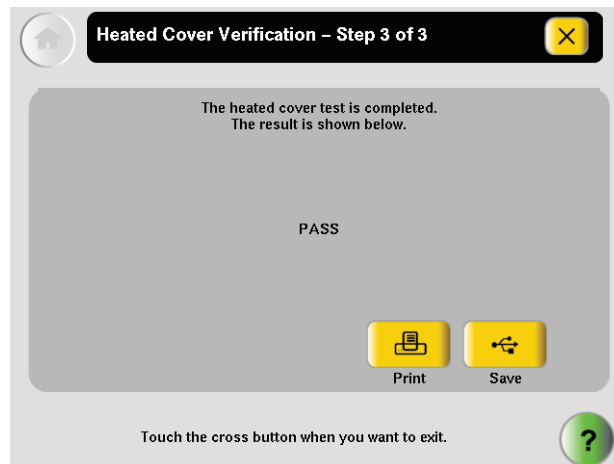 Heated Cover Verification – Step 3 of 3
The heated cover test is completed.
The result is shown below.
PASS
Print
Save
Touch the cross button when you want to exit.
?